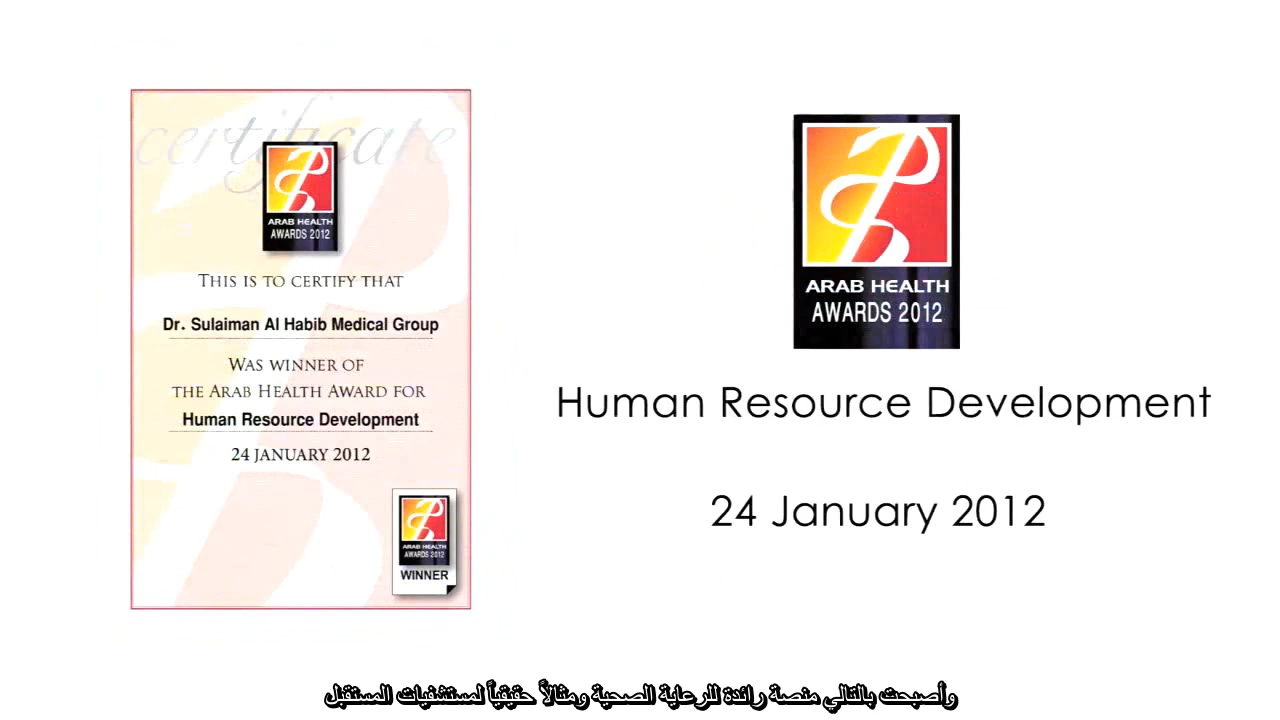 certificate
ARAB HEALTH
AWARDS 2012
THIS IS TO CERTIFY THAT
Dr. Sulaiman Al Habib Medical Group
WAS WINNER OF
THE ARAB HEALTH AWARD FOR
Human Resource Development
24 JANUARY 2012
ARAB HEALTH
AWARDS 2012
WINNER
ARAB HEALTH
AWARDS 2012
Human Resource Development
24 January 2012
وأصبحت بالتالي منصة رائدة للرعاية الصحية ومثالاً حقيقياً لمستشفيات المستقبل